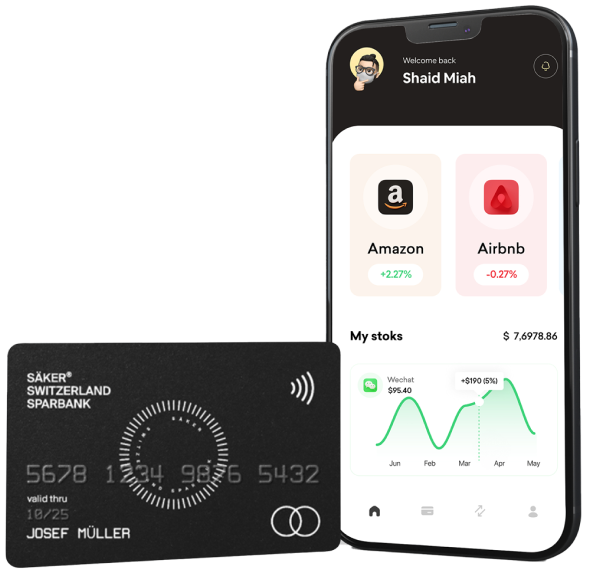 Welcome back
Shaid Miah
a
Amazon
+2.27%
Airbnb
-0.27%
My stoks
$ 7,6978.86
Wechat
$95.40
+$190 (5%)
Jun
Feb
Mar
Apr
May
SÄKER®
SWITZERLAND
SPARBANK
5678 1234 9876 5432
valid thru
10/25
JOSEF MÜLLER